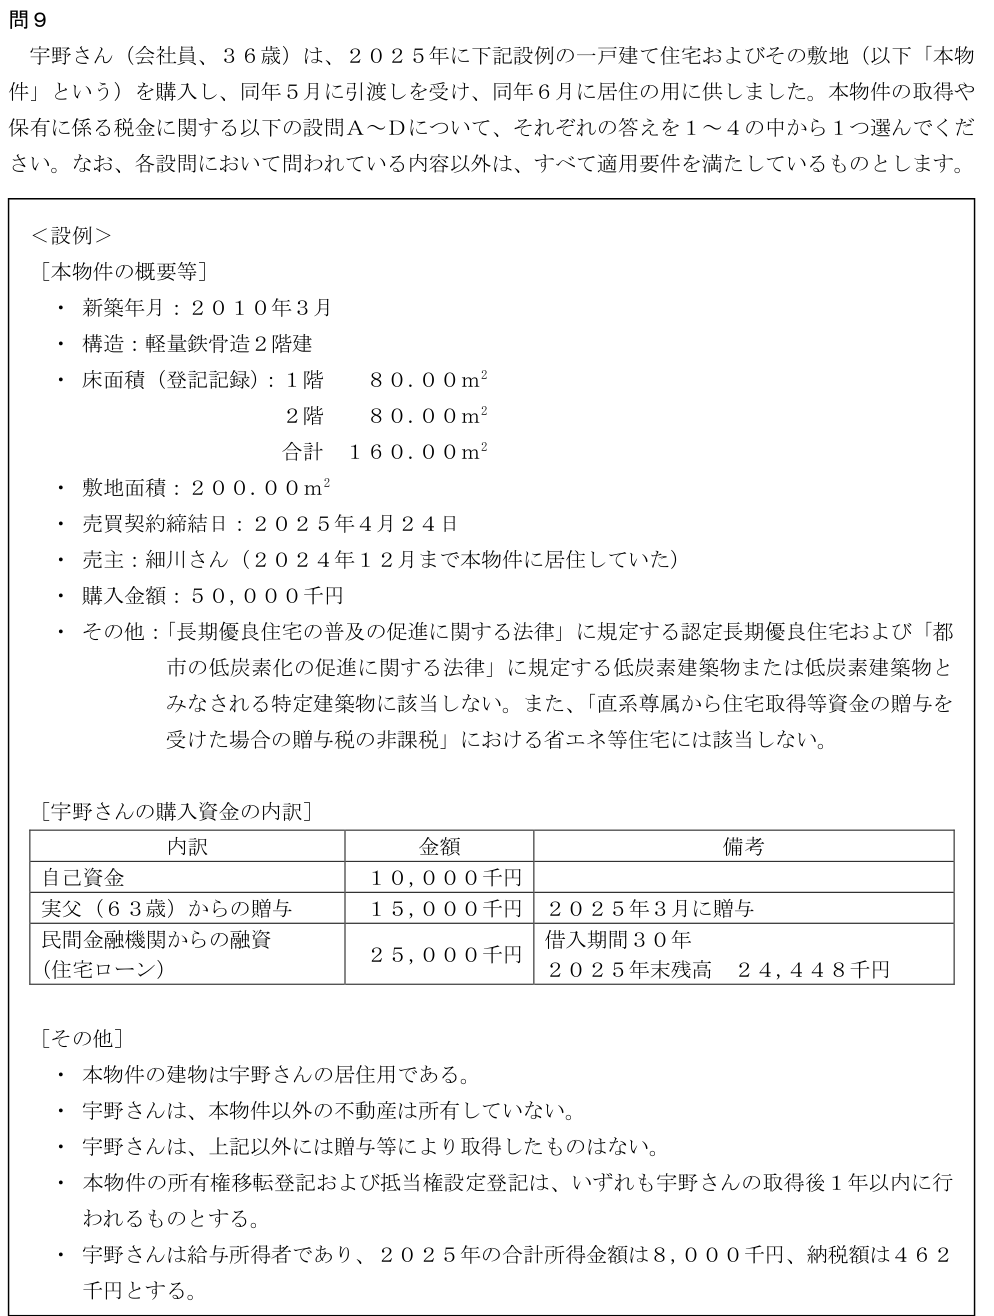 問９
　宇野さん（会社員、３６歳）は、２０２５年に下記設例の一戸建て住宅およびその敷地（以下「本物
件」という）を購入し、同年５月に引渡しを受け、同年６月に居住の用に供しました。本物件の取得や
保有に係る税金に関する以下の設問Ａ～Ｄについて、それぞれの答えを１～４の中から１つ選んでくだ
さい。なお、各設問において問われている内容以外は、すべて適用要件を満たしているものとします。
＜設例＞
［本物件の概要等］
・ 新築年月：２０１０年３月
・ 構造：軽量鉄骨造２階建
・ 床面積（登記記録）：１階　　８０.００ｍ²
２階　　８０.００ｍ²
合計　１６０.００ｍ²
・ 敷地面積：２００.００ｍ²
・ 売買契約締結日：２０２５年４月２４日
・ 売主：細川さん（２０２４年１２月まで本物件に居住していた）
・ 購入金額：５０,０００千円
・ その他：「長期優良住宅の普及の促進に関する法律」に規定する認定長期優良住宅および「都
市の低炭素化の促進に関する法律」に規定する低炭素建築物または低炭素建築物と
みなされる特定建築物に該当しない。また、「直系尊属から住宅取得等資金の贈与を
受けた場合の贈与税の非課税」における省エネ等住宅には該当しない。
［宇野さんの購入資金の内訳］
内訳　金額　備考
自己資金　１０,０００千円
実父（６３歳）からの贈与　１５,０００千円　２０２５年３月に贈与
民間金融機関からの融資
（住宅ローン）　２５,０００千円　借入期間３０年
２０２５年末残高　２４,４４８千円
［その他］
・ 本物件の建物は宇野さんの居住用である。
・ 宇野さんは、本物件以外の不動産は所有していない。
・ 宇野さんは、上記以外には贈与等により取得したものはない。
・ 本物件の所有権移転登記および抵当権設定登記は、いずれも宇野さんの取得後１年以内に行
われるものとする。
・ 宇野さんは給与所得者であり、２０２５年の合計所得金額は８,０００千円、納税額は４６２
千円とする。